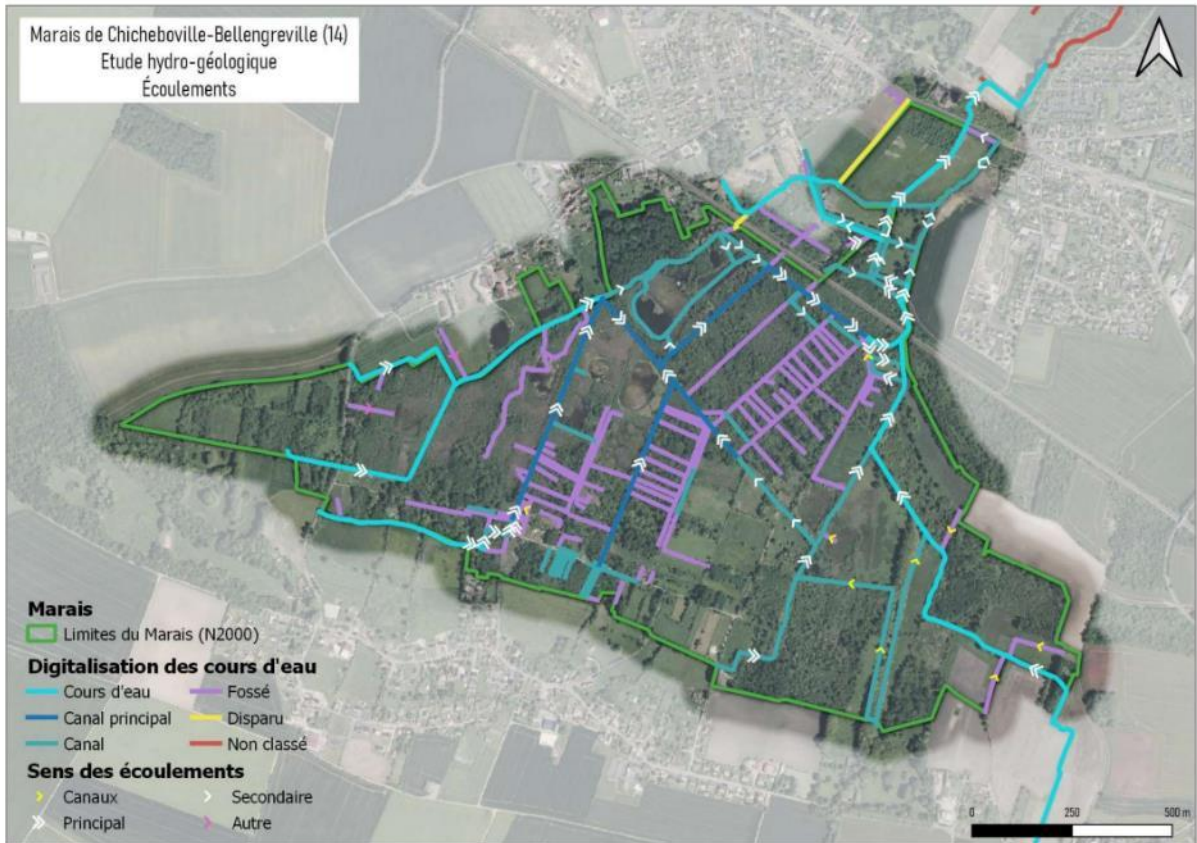 Marais de Chicheboville-Bellengreville (14)
Etude hydro-géologique
Écoulements
Marais
Limites du Marais (N2000)
Digitalisation des cours d'eau
Cours d'eau
Fossé
Canal principal
Disparu
Canal
Non classé
Sens des écoulements
Canaux
Secondaire
Principal
Autre
0 250 500 m